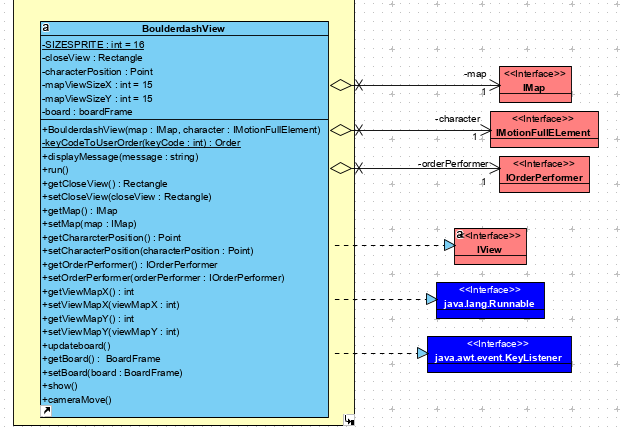 a
BoulderdashView
-SIZESPRITE : int = 16
-closeView : Rectangle
-characterPosition : Point
-mapViewSizeX : int = 15
-mapViewSizeY : int = 15
-board : boardFrame
+BoulderdashView(map : IMap, character : IMotionFullElement)
-keyCodeToUserOrder(keyCode : int) : Order
+displayMessage(message : string)
+run()
+getCloseView() : Rectangle
+setCloseView(closeView : Rectangle)
+getMap() : IMap
+setMap(map : IMap)
+getChararcterPosition() : Point
+setCharacterPosition(characterPosition : Point)
+getOrderPerformer() : IOrderPerformer
+setOrderPerformer(orderPerformer : IOrderPerformer)
+getViewMapX() : int
+setViewMapX(viewMapX : int)
+getViewMapY() : int
+setViewMapY(viewMapY : int)
+updateboard()
+getBoard() : BoardFrame
+setBoard(board : BoardFrame)
+show()
+cameraMove()
-map
1
<<Interface>>
IMap
-character
1
<<Interface>>
IMotionFullELement
-orderPerformer
1
<<Interface>>
IOrderPerformer
a
<<Interface>>
IView
<<Interface>>
java.lang.Runnable
<<Interface>>
java.awt.event.KeyListener